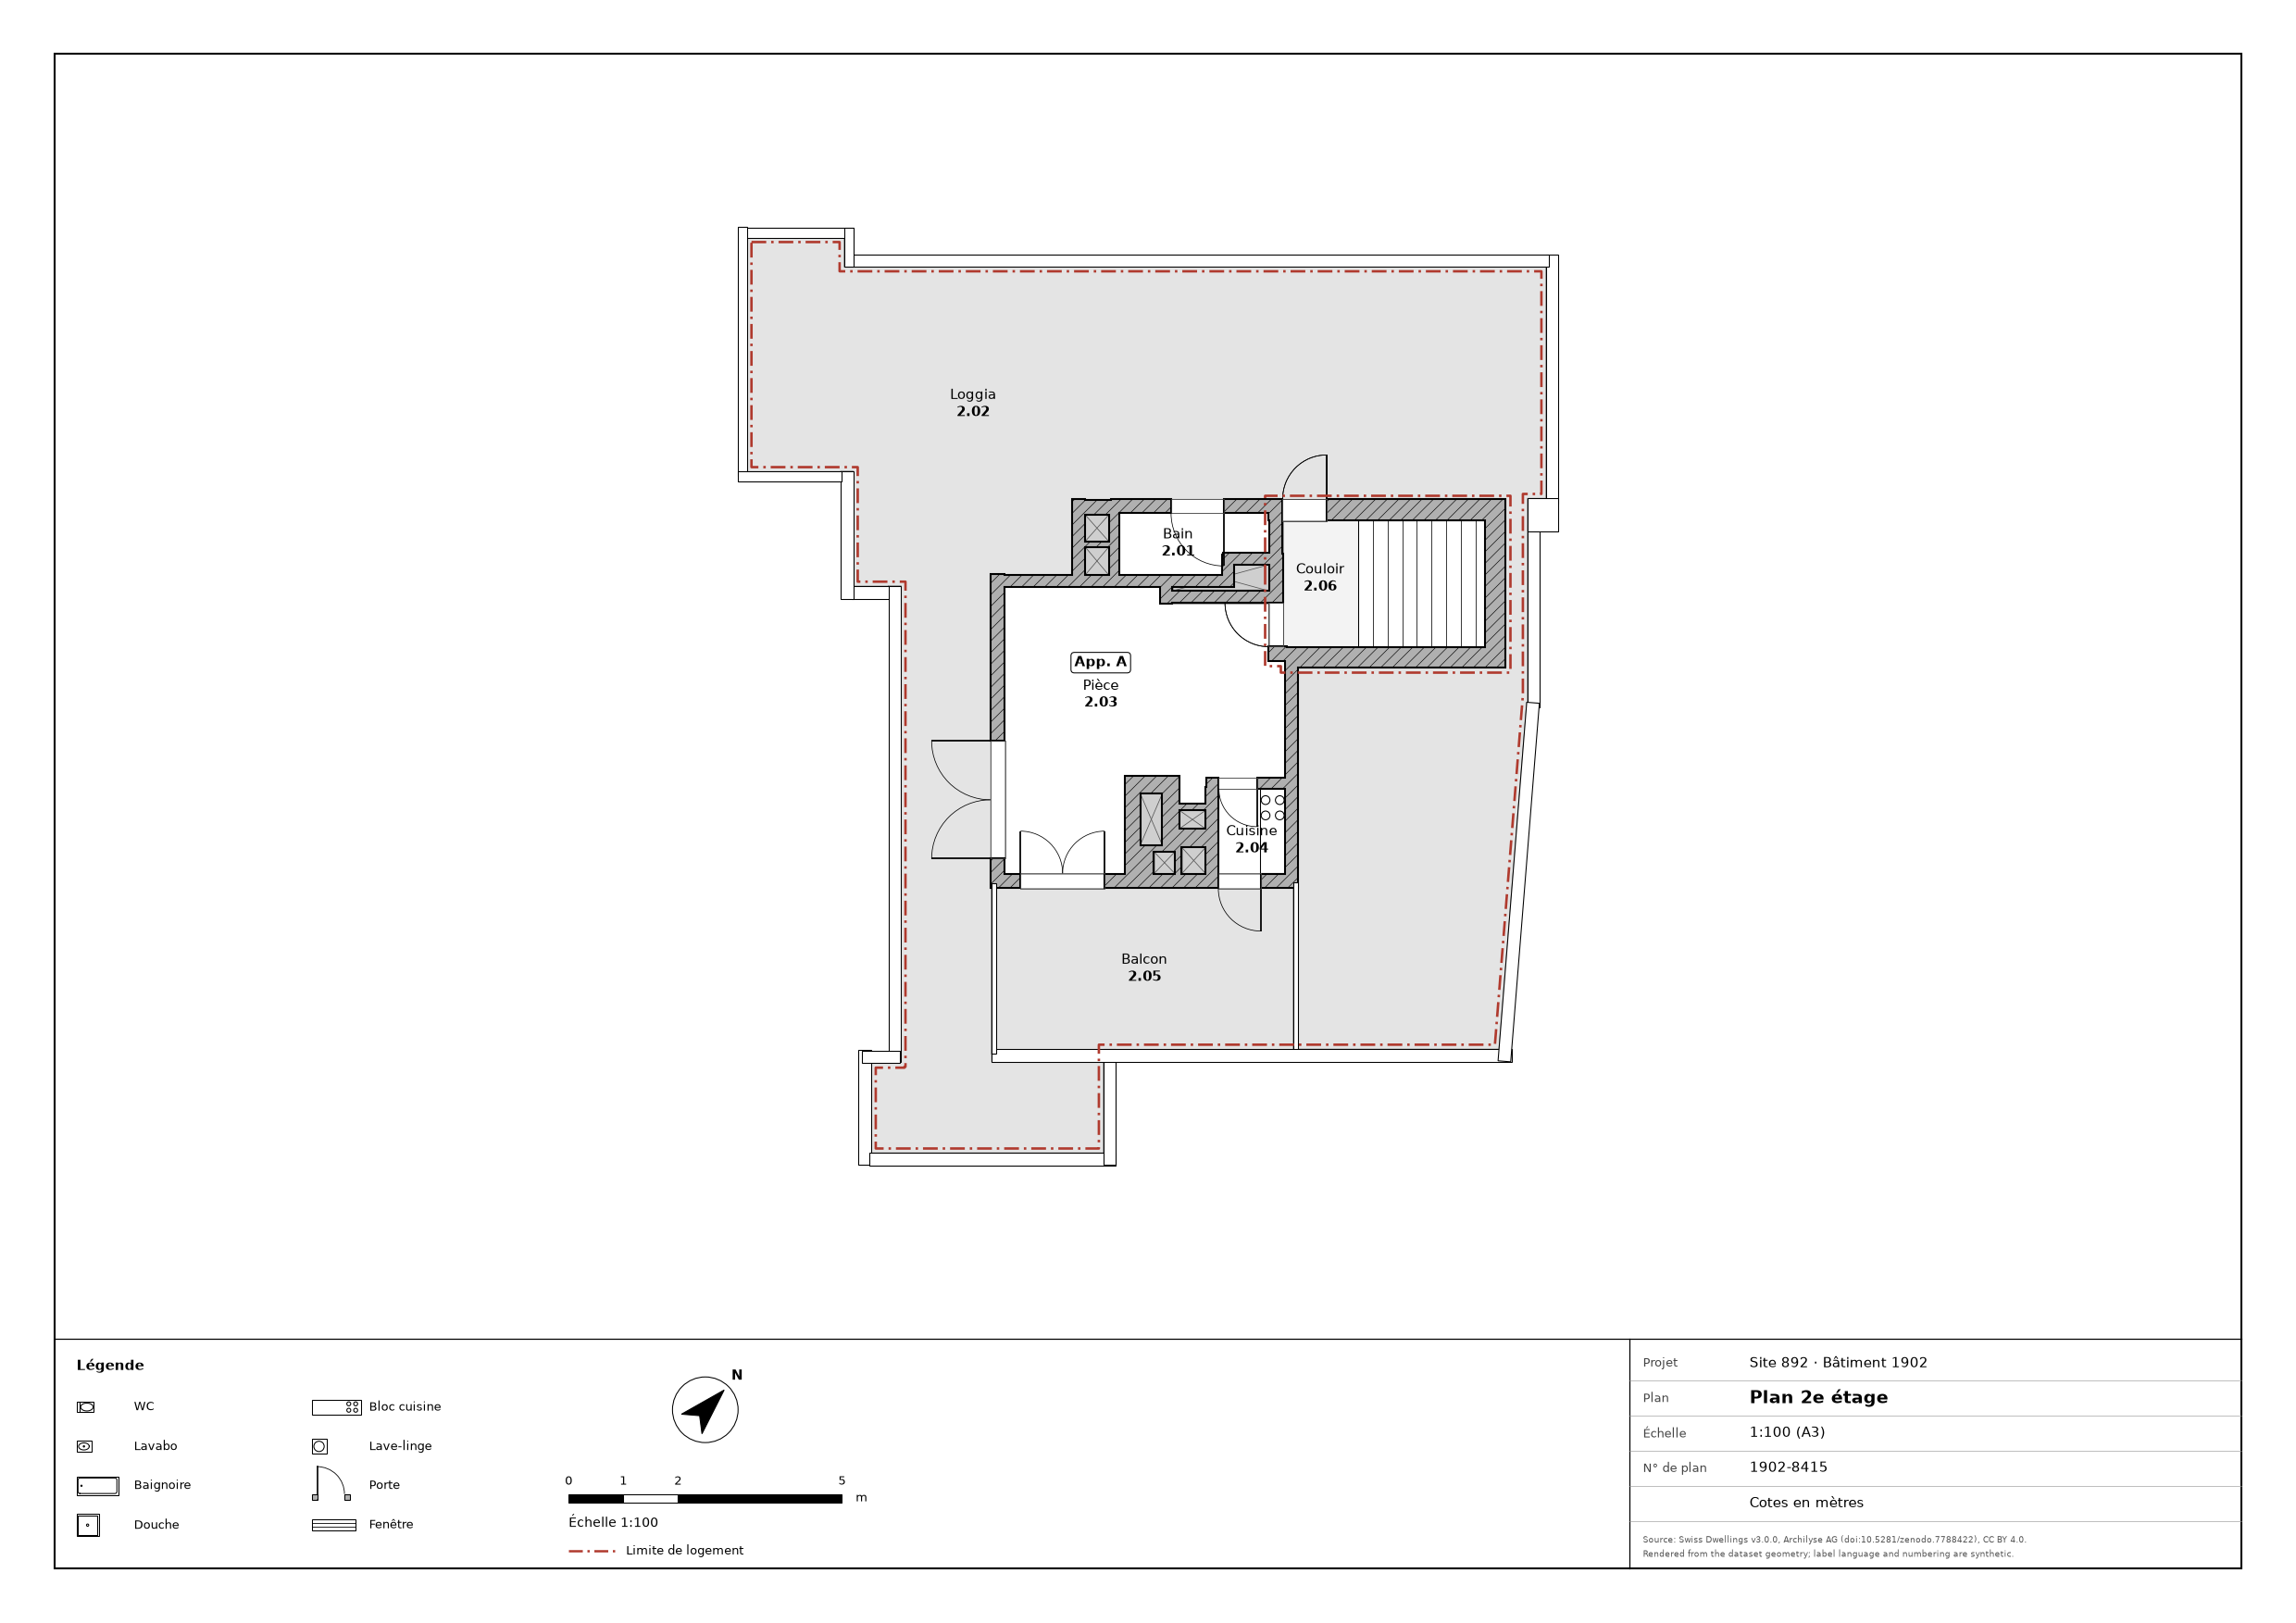 Loggia
2.02
Bain
2.01
Couloir
2.06
App. A
Pièce
2.03
Cuisine
2.04
Balcon
2.05
Légende
WC
Lavabo
Baignoire
Douche
Bloc cuisine
Lave-linge
Porte
Fenêtre
N
0 1 2 5
m
Échelle 1:100
Limite de logement
Projet Site 892 · Bâtiment 1902
Plan Plan 2e étage
Échelle 1:100 (A3)
N° de plan 1902-8415
Cotes en mètres
Source: Swiss Dwellings v3.0.0, Archilyse AG (doi:10.5281/zenodo.7788422), CC BY 4.0.
Rendered from the dataset geometry; label language and numbering are synthetic.